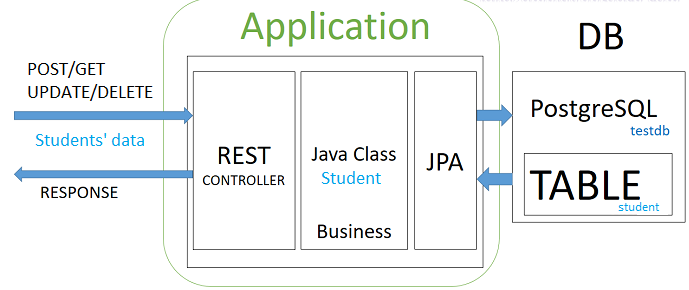 Application
DB
POST/GET
UPDATE/DELETE
Students' data
RESPONSE
REST
CONTROLLER
Java Class
Student
Business
JPA
PostgreSQL
testdb
TABLE
student